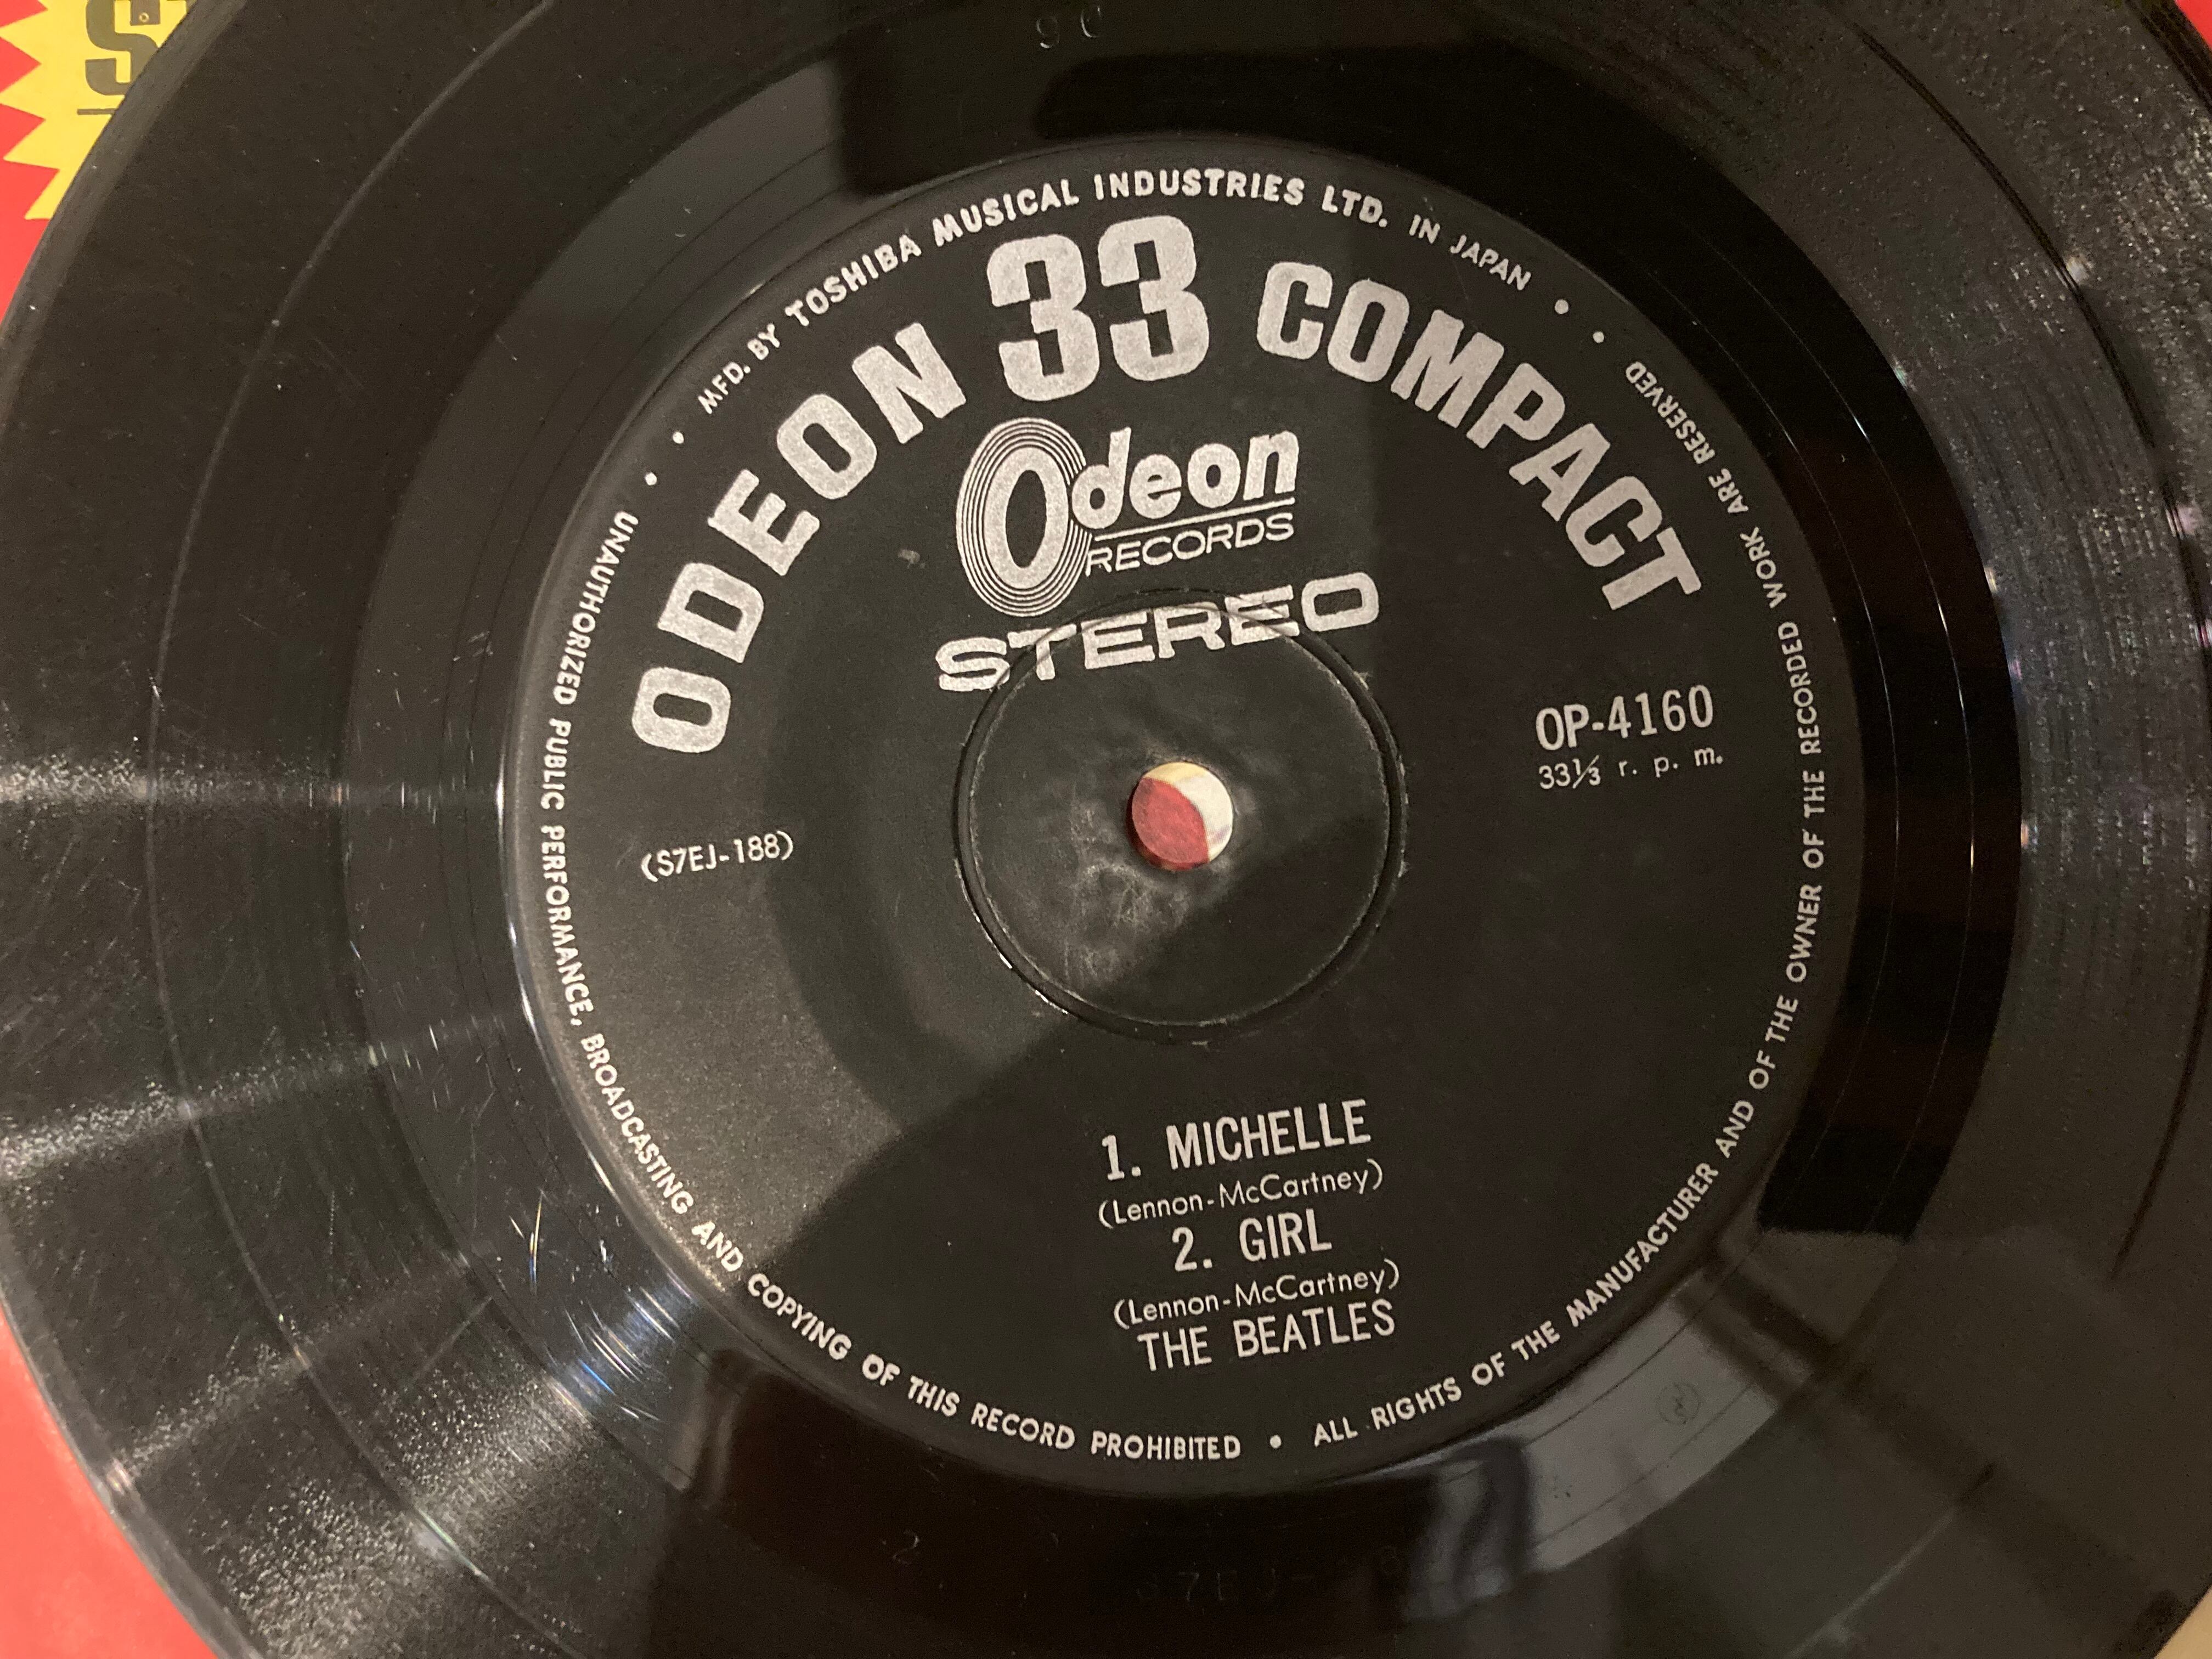 MFD. BY TOSHIBA MUSICAL INDUSTRIES LTD. IN JAPAN
ODEON 33 COMPACT
Odeon
RECORDS
STEREO
OP-4160
33⅓ r. p. m.
(S7EJ-188)
1. MICHELLE
(Lennon-McCartney)
2. GIRL
(Lennon-McCartney)
THE BEATLES
UNAUTHORIZED PUBLIC PERFORMANCE, BROADCASTING AND COPYING OF THIS RECORD PROHIBITED • ALL RIGHTS OF THE MANUFACTURER AND OF THE OWNER OF THE RECORDED WORK ARE RESERVED
2